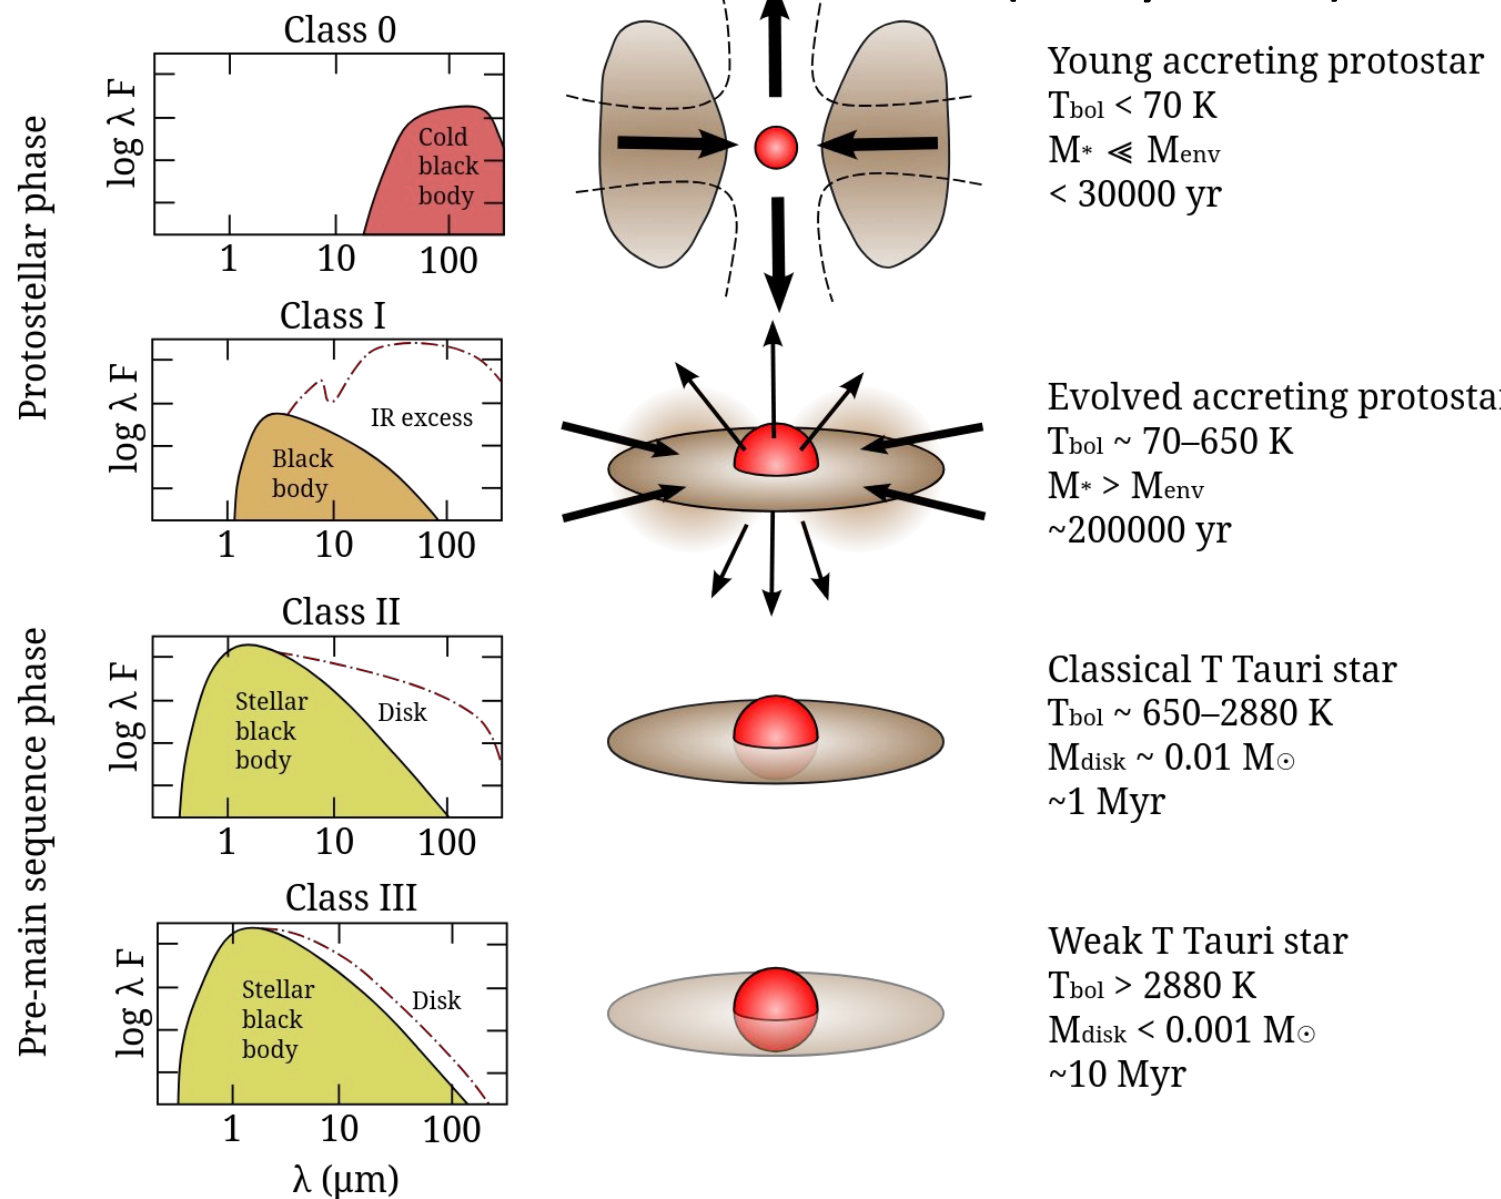 Protostellar phase
Class 0
log λ F
Cold
black
body
1 10 100
Young accreting protostar
Tbol < 70 K
M* ⪡ Menv
< 30000 yr
Class I
log λ F
IR excess
Black
body
1 10 100
Evolved accreting
Tbol ~ 70–650 K
M* > Menv
~200000 yr
Pre-main sequence phase
Class II
log λ F
Stellar
black
body
Disk
1 10 100
Classical T Tauri star
Tbol ~ 650–2880 K
Mdisk ~ 0.01 M☉
~1 Myr
Class III
log λ F
Stellar
black
body
Disk
1 10 100
λ (μm)
Weak T Tauri star
Tbol > 2880 K
Mdisk < 0.001 M☉
~10 Myr